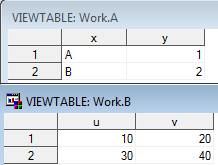 VIEWTABLE: Work.A
x y
1 A 1
2 B 2
VIEWTABLE: Work.B
u v
1 10 20
2 30 40